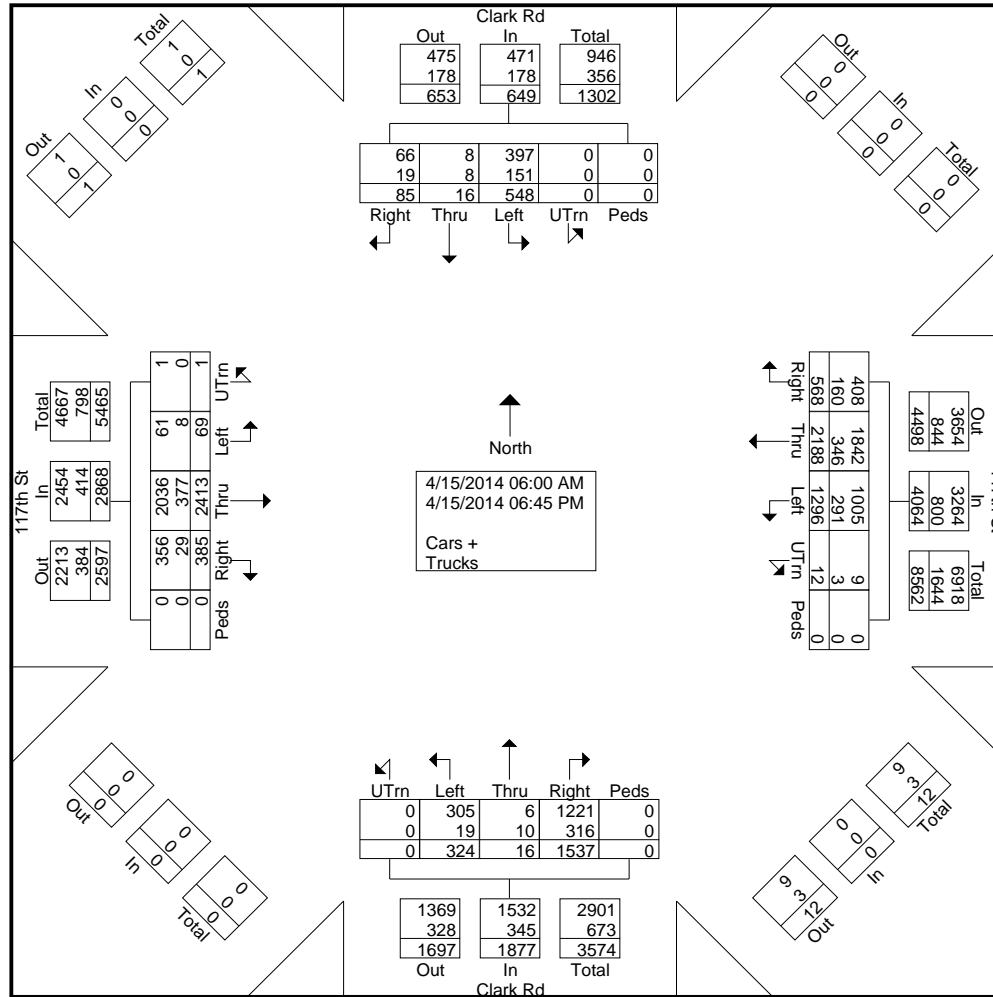 Clark Rd
Out In Total
475 471 946
178 178 356
653 649 1302
66 8 397 0 0
19 8 151 0 0
85 16 548 0 0
Right Thru Left UTrn Peds
Total
1
0
1
In
0
0
0
Out
1
0
1
Out
0
0
0
In
0
0
0
Total
0
0
0
117th St
Total
4667
798
5465
In
2454
414
2868
Out
2213
384
2597
1 0 1
UTrn
61 8 69
Left
2036 377 2413
Thru
356 29 385
Right
0 0 0
Peds
North
4/15/2014 06:00 AM
4/15/2014 06:45 PM
Cars +
Trucks
Right
568 160 408
Thru
2188 346 1842
Left
1296 291 1005
UTrn
12 3 9
Peds
0 0 0
Out
3654
844
4498
In
3264
800
4064
Total
6918
1644
8562
UTrn Left Thru Right Peds
0 305 6 1221 0
0 19 10 316 0
0 324 16 1537 0
1369 1532 2901
328 345 673
1697 1877 3574
Out In Total
Clark Rd
0
0
0
Out
0
0
0
In
0
0
0
Total
9
3
12
Total
0
0
0
In
9
3
12
Out